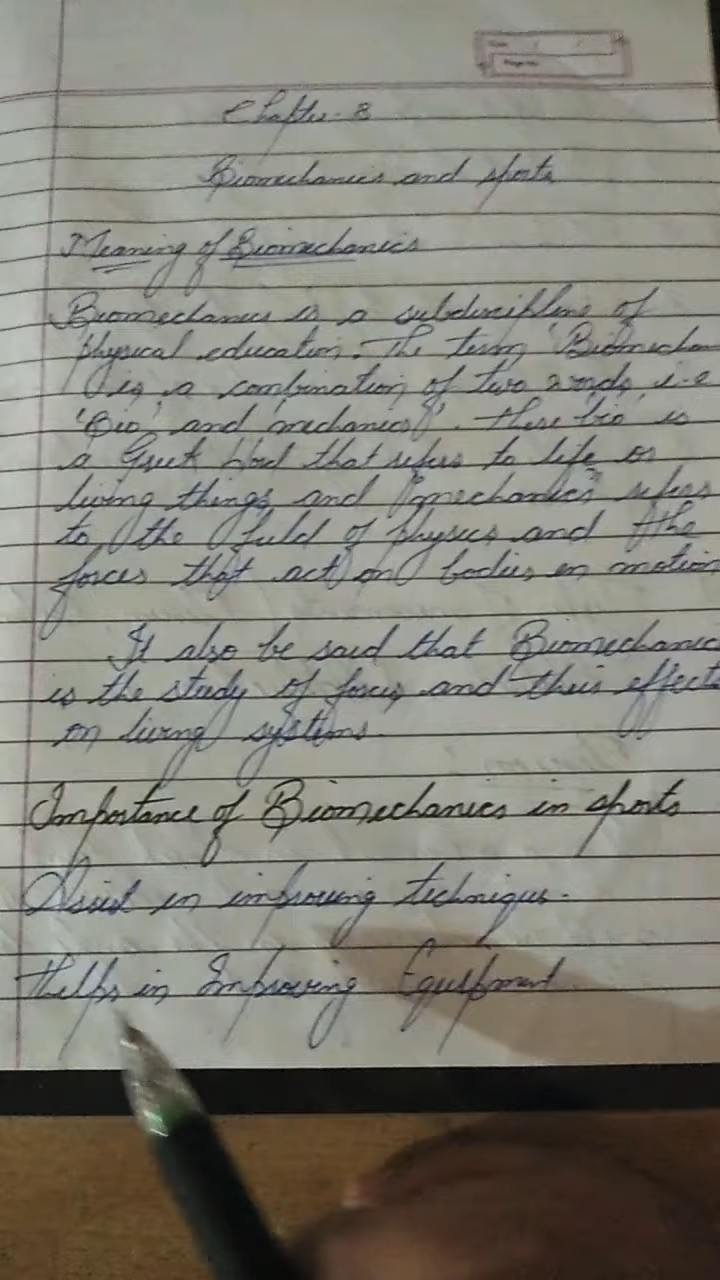 Chapter - 8
Biomechanics and sports
Meaning of Biomechanics
Biomechanics is a subdiscipline of
physical education. The term 'Biomechan
is a combination of two words i.e
'Bio' and 'mechanics'. Here 'bio' is
a Greek word that refers to life or
living things and "mechanics" refers
to the field of physics and the
forces that act on bodies in motion
It also be said that Biomechanic
is the study of forces and their effect
on living systems.
Importance of Biomechanics in sports
Assist in improving technique.
Helps in Improving Equipment